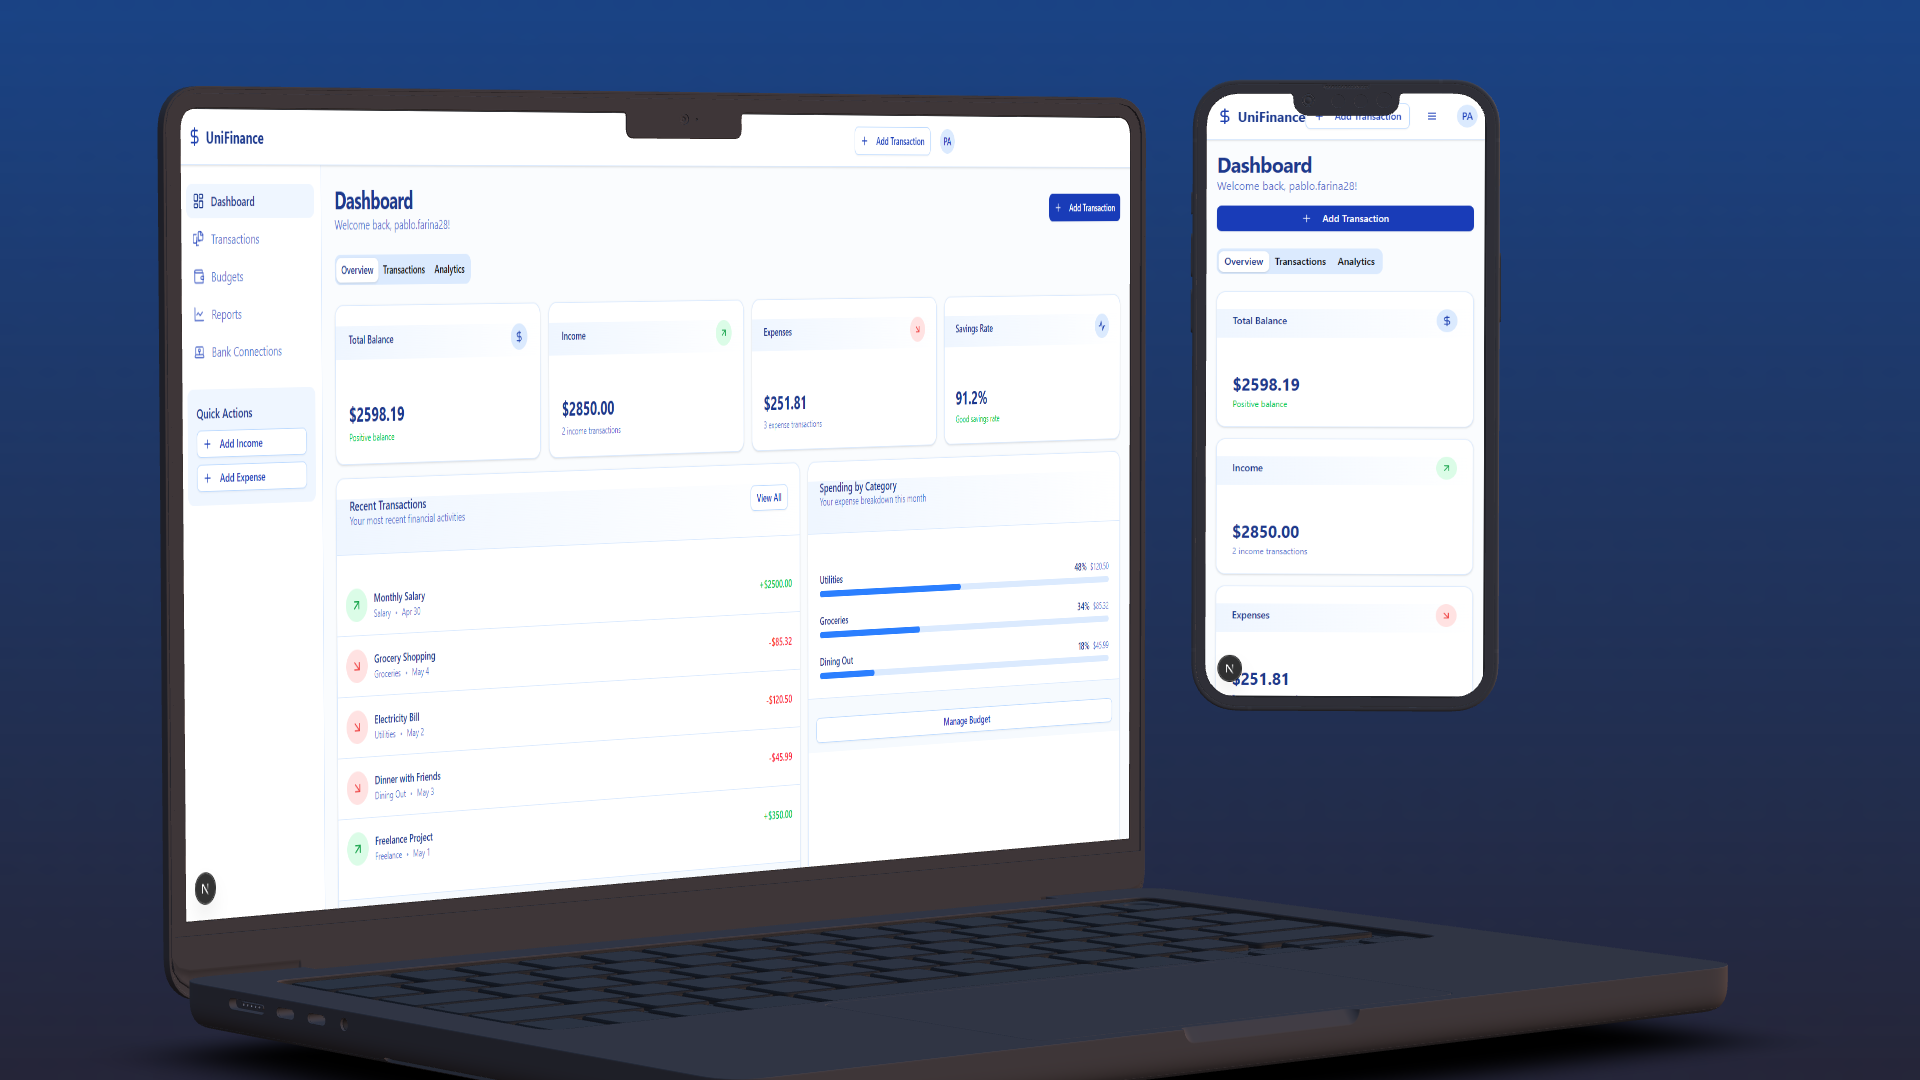 UniFinance
+ Add Transaction
PA
Dashboard
Transactions
Budgets
Reports
Bank Connections
Quick Actions
+ Add Income
+ Add Expense
N
Dashboard
Welcome back, pablo.farina28!
+ Add Transaction
Overview Transactions Analytics
Total Balance
$
$2598.19
Positive balance
Income
$2850.00
2 income transactions
Expenses
$251.81
3 expense transactions
Savings Rate
91.2%
Good savings rate
Recent Transactions
Your most recent financial activities
View All
Monthly Salary
Salary • Apr 30
+$2500.00
Grocery Shopping
Groceries • May 4
-$85.32
Electricity Bill
Utilities • May 2
-$120.50
Dinner with Friends
Dining Out • May 3
-$45.99
Freelance Project
Freelance • May 1
+$350.00
Spending by Category
Your expense breakdown this month
Utilities
48% $120.50
Groceries
34% $85.32
Dining Out
18% $45.99
Manage Budget
$ UniFinance
+ Add Transaction
PA
Dashboard
Welcome back, pablo.farina28!
+ Add Transaction
Overview Transactions Analytics
Total Balance
$
$2598.19
Positive balance
Income
$2850.00
2 income transactions
Expenses
N
$251.81